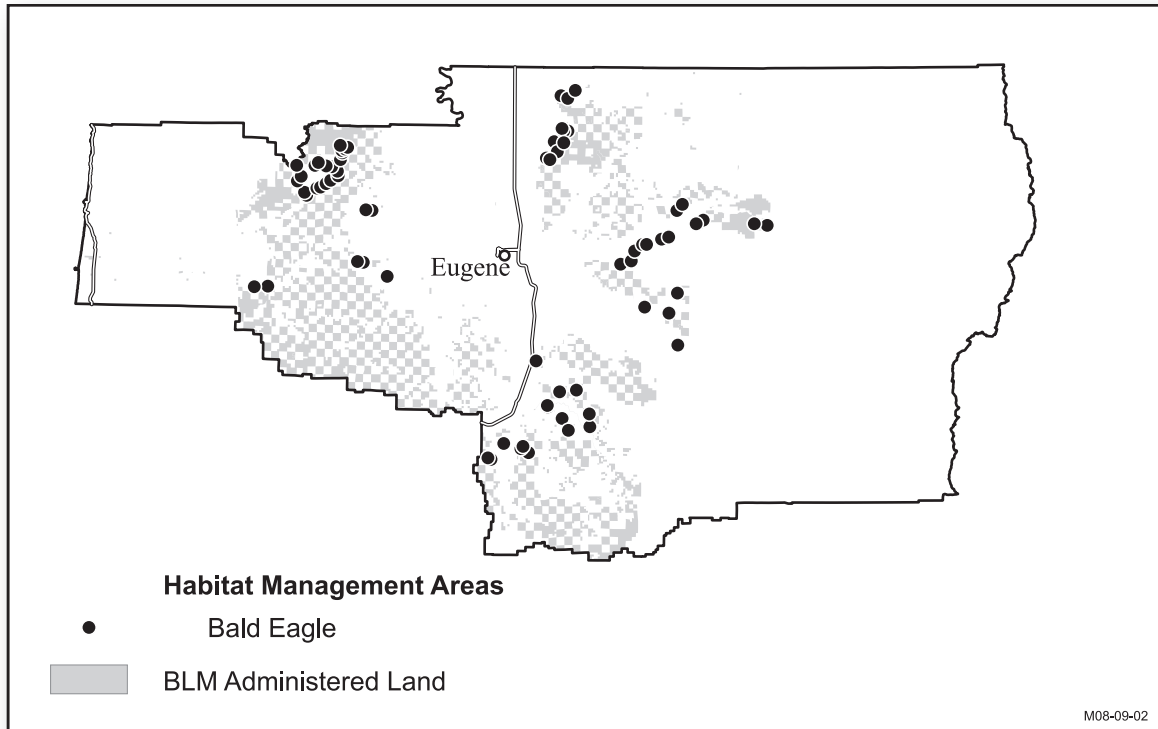 Eugene
Habitat Management Areas
Bald Eagle
BLM Administered Land
M08-09-02